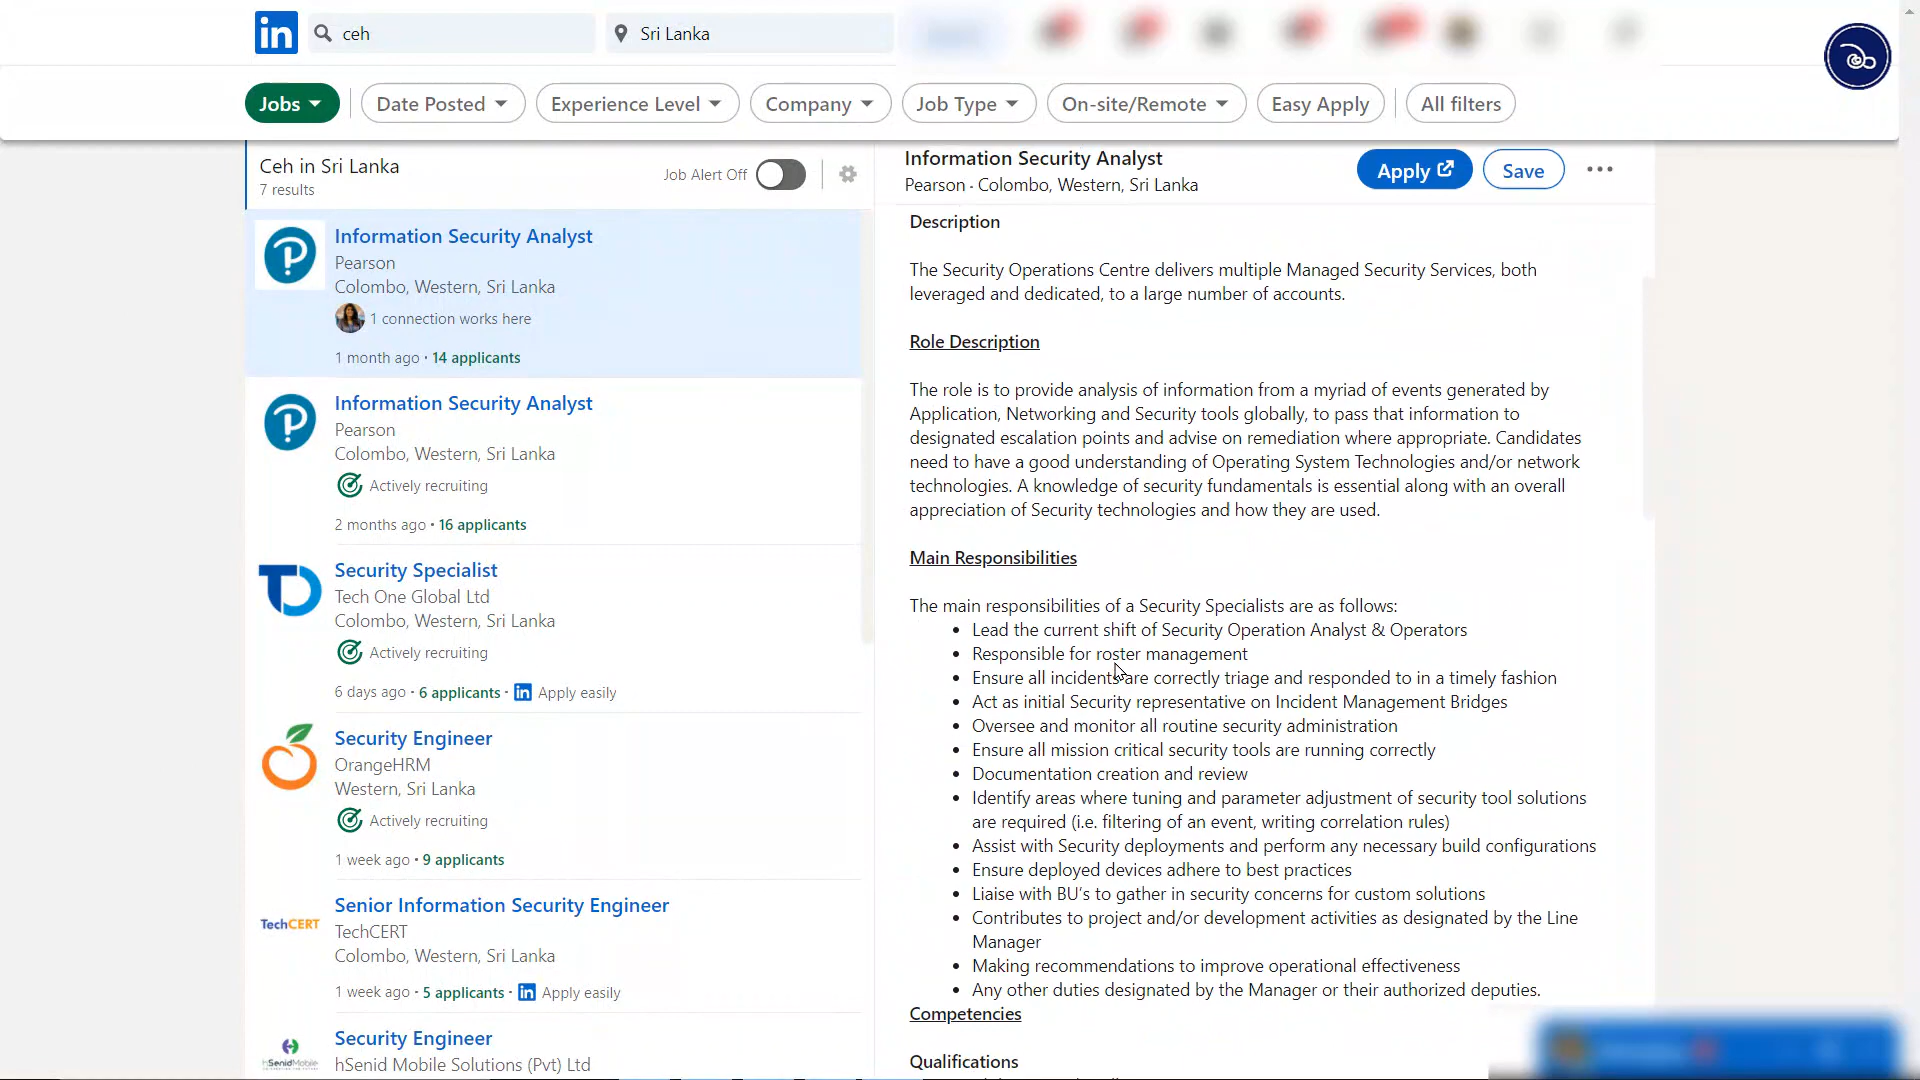 in ceh Sri Lanka
Jobs Date Posted Experience Level Company Job Type On-site/Remote Easy Apply All filters
Ceh in Sri Lanka
7 results
Job Alert Off
Information Security Analyst
Pearson
Colombo, Western, Sri Lanka
1 connection works here
1 month ago · 14 applicants
Information Security Analyst
Pearson
Colombo, Western, Sri Lanka
Actively recruiting
2 months ago · 16 applicants
Security Specialist
Tech One Global Ltd
Colombo, Western, Sri Lanka
Actively recruiting
6 days ago · 6 applicants · in Apply easily
Security Engineer
OrangeHRM
Western, Sri Lanka
Actively recruiting
1 week ago · 9 applicants
TechCERT
Senior Information Security Engineer
TechCERT
Colombo, Western, Sri Lanka
1 week ago · 5 applicants · in Apply easily
hSenidMobile
Security Engineer
hSenid Mobile Solutions (Pvt) Ltd
Information Security Analyst
Pearson · Colombo, Western, Sri Lanka
Apply Save
Description
The Security Operations Centre delivers multiple Managed Security Services, both
leveraged and dedicated, to a large number of accounts.
Role Description
The role is to provide analysis of information from a myriad of events generated by
Application, Networking and Security tools globally, to pass that information to
designated escalation points and advise on remediation where appropriate. Candidates
need to have a good understanding of Operating System Technologies and/or network
technologies. A knowledge of security fundamentals is essential along with an overall
appreciation of Security technologies and how they are used.
Main Responsibilities
The main responsibilities of a Security Specialists are as follows:
• Lead the current shift of Security Operation Analyst & Operators
• Responsible for roster management
• Ensure all incidents are correctly triage and responded to in a timely fashion
• Act as initial Security representative on Incident Management Bridges
• Oversee and monitor all routine security administration
• Ensure all mission critical security tools are running correctly
• Documentation creation and review
• Identify areas where tuning and parameter adjustment of security tool solutions
are required (i.e. filtering of an event, writing correlation rules)
• Assist with Security deployments and perform any necessary build configurations
• Ensure deployed devices adhere to best practices
• Liaise with BU's to gather in security concerns for custom solutions
• Contributes to project and/or development activities as designated by the Line
Manager
• Making recommendations to improve operational effectiveness
• Any other duties designated by the Manager or their authorized deputies.
Competencies
Qualifications